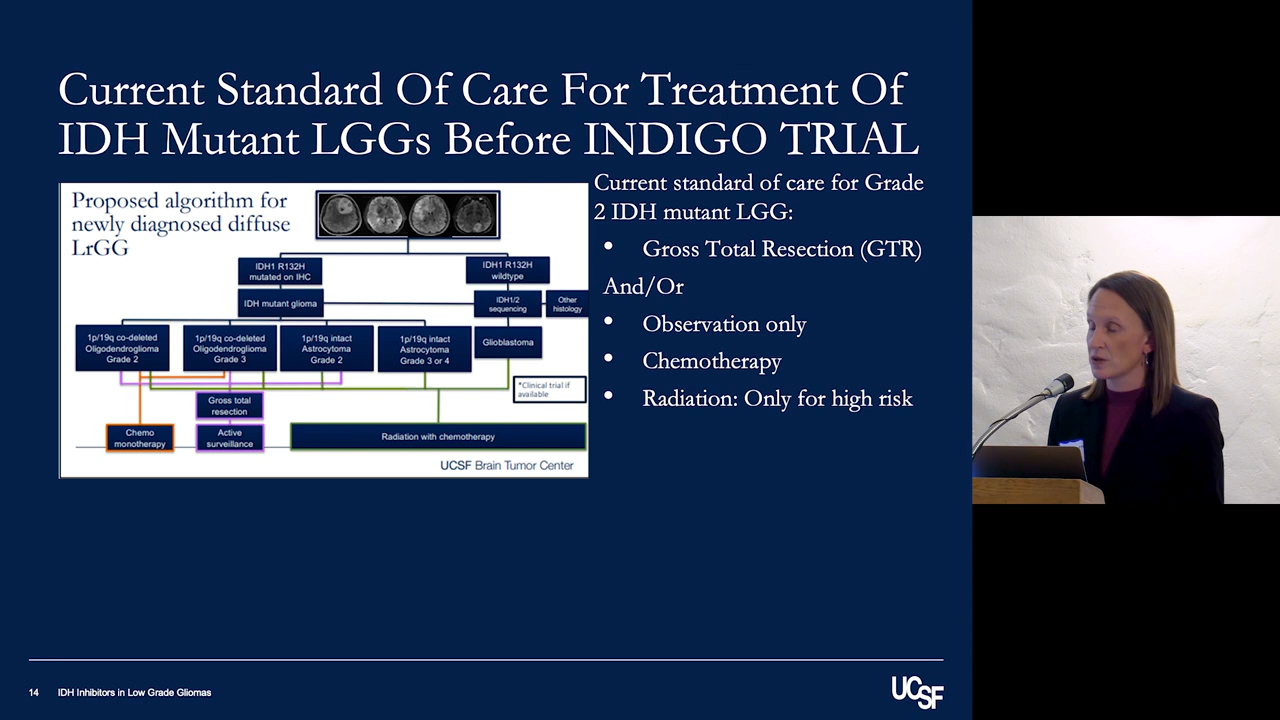 Current Standard Of Care For Treatment Of
IDH Mutant LGGs Before INDIGO TRIAL
Proposed algorithm for
newly diagnosed diffuse
LrGG
IDH1 R132H
mutated on IHC
IDH1 R132H
wildtype
IDH mutant glioma
IDH1/2
sequencing
Other
histology
1p/19q co-deleted
Oligodendroglioma
Grade 2
1p/19q co-deleted
Oligodendroglioma
Grade 3
1p/19q intact
Astrocytoma
Grade 2
1p/19q intact
Astrocytoma
Grade 3 or 4
Glioblastoma
*Clinical trial if
available
Gross total
resection
Chemo
monotherapy
Active
surveillance
Radiation with chemotherapy
UCSF Brain Tumor Center
Current standard of care for Grade
2 IDH mutant LGG:
• Gross Total Resection (GTR)
And/Or
• Observation only
• Chemotherapy
• Radiation: Only for high risk
14 IDH Inhibitors in Low Grade Gliomas
UCSF